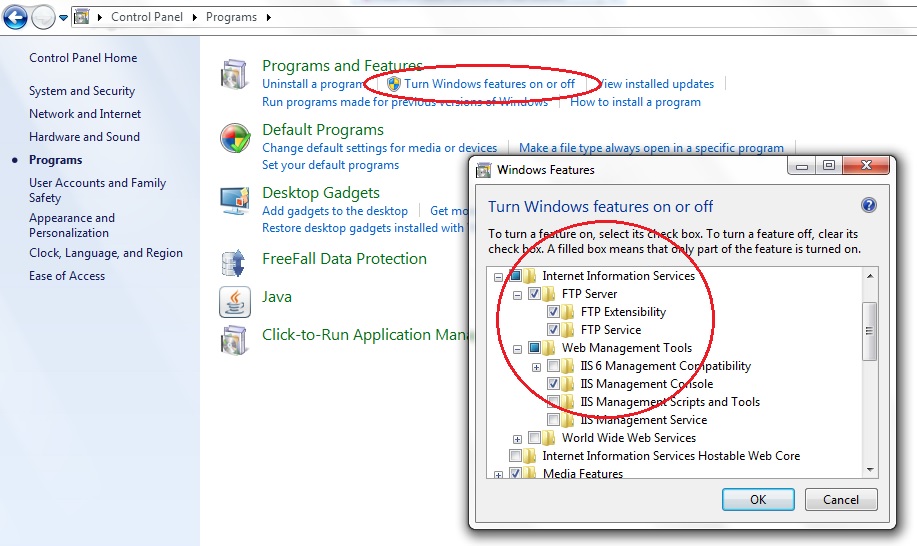 Control Panel Programs
Control Panel Home
System and Security
Network and Internet
Hardware and Sound
Programs
User Accounts and Family
Safety
Appearance and
Personalization
Clock, Language, and Region
Ease of Access
Programs and Features
Uninstall a program Turn Windows features on or off View installed updates
Run programs made for previous versions of Windows How to install a program
Default Programs
Change default settings for media or devices Make a file type always open in a specific program
Set your default programs
Desktop Gadgets
Add gadgets to the desktop Get mo
Restore desktop gadgets installed with
FreeFall Data Protection
Java
Click-to-Run Application Mana
Windows Features
Turn Windows features on or off
To turn a feature on, select its check box. To turn a feature off, clear its
check box. A filled box means that only part of the feature is turned on.
Internet Information Services
FTP Server
FTP Extensibility
FTP Service
Web Management Tools
IIS 6 Management Compatibility
IIS Management Console
IIS Management Scripts and Tools
IIS Management Service
World Wide Web Services
Internet Information Services Hostable Web Core
Media Features
OK Cancel